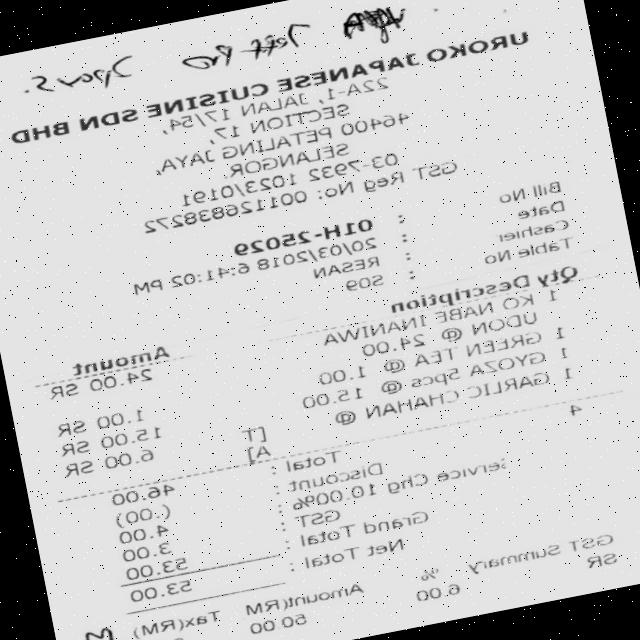 UROKO JAPANESE CUISINE SDN BHD
22A-1, JALAN 17/54,
SECTION 17,
46400 PETALING JAYA,
SELANGOR.
03-7932 1023/0191
GST Reg No: 001126838272
Bill No : 01H-25029
Date : 20/03/2018 6:41:02 PM
Cashier : RESAN
Table No : S09
Qty Description Amount
1 KO NABE INANIWA 24.00 SR
UDON @ 24.00
1 GREEN TEA @ 1.00 1.00 SR
1 GYOZA 5pcs @ 15.00 15.00 SR
1 GARLIC CHAHAN @ [T A] 6.00 SR
4
Total : 46.00
Discount : (.00)
Service Chg 10.00% : 4.00
GST : 3.00
Grand Total : 53.00
Net Total : 53.00
GST Summary % Amount(RM) Tax(RM)
SR 6.00 50.00